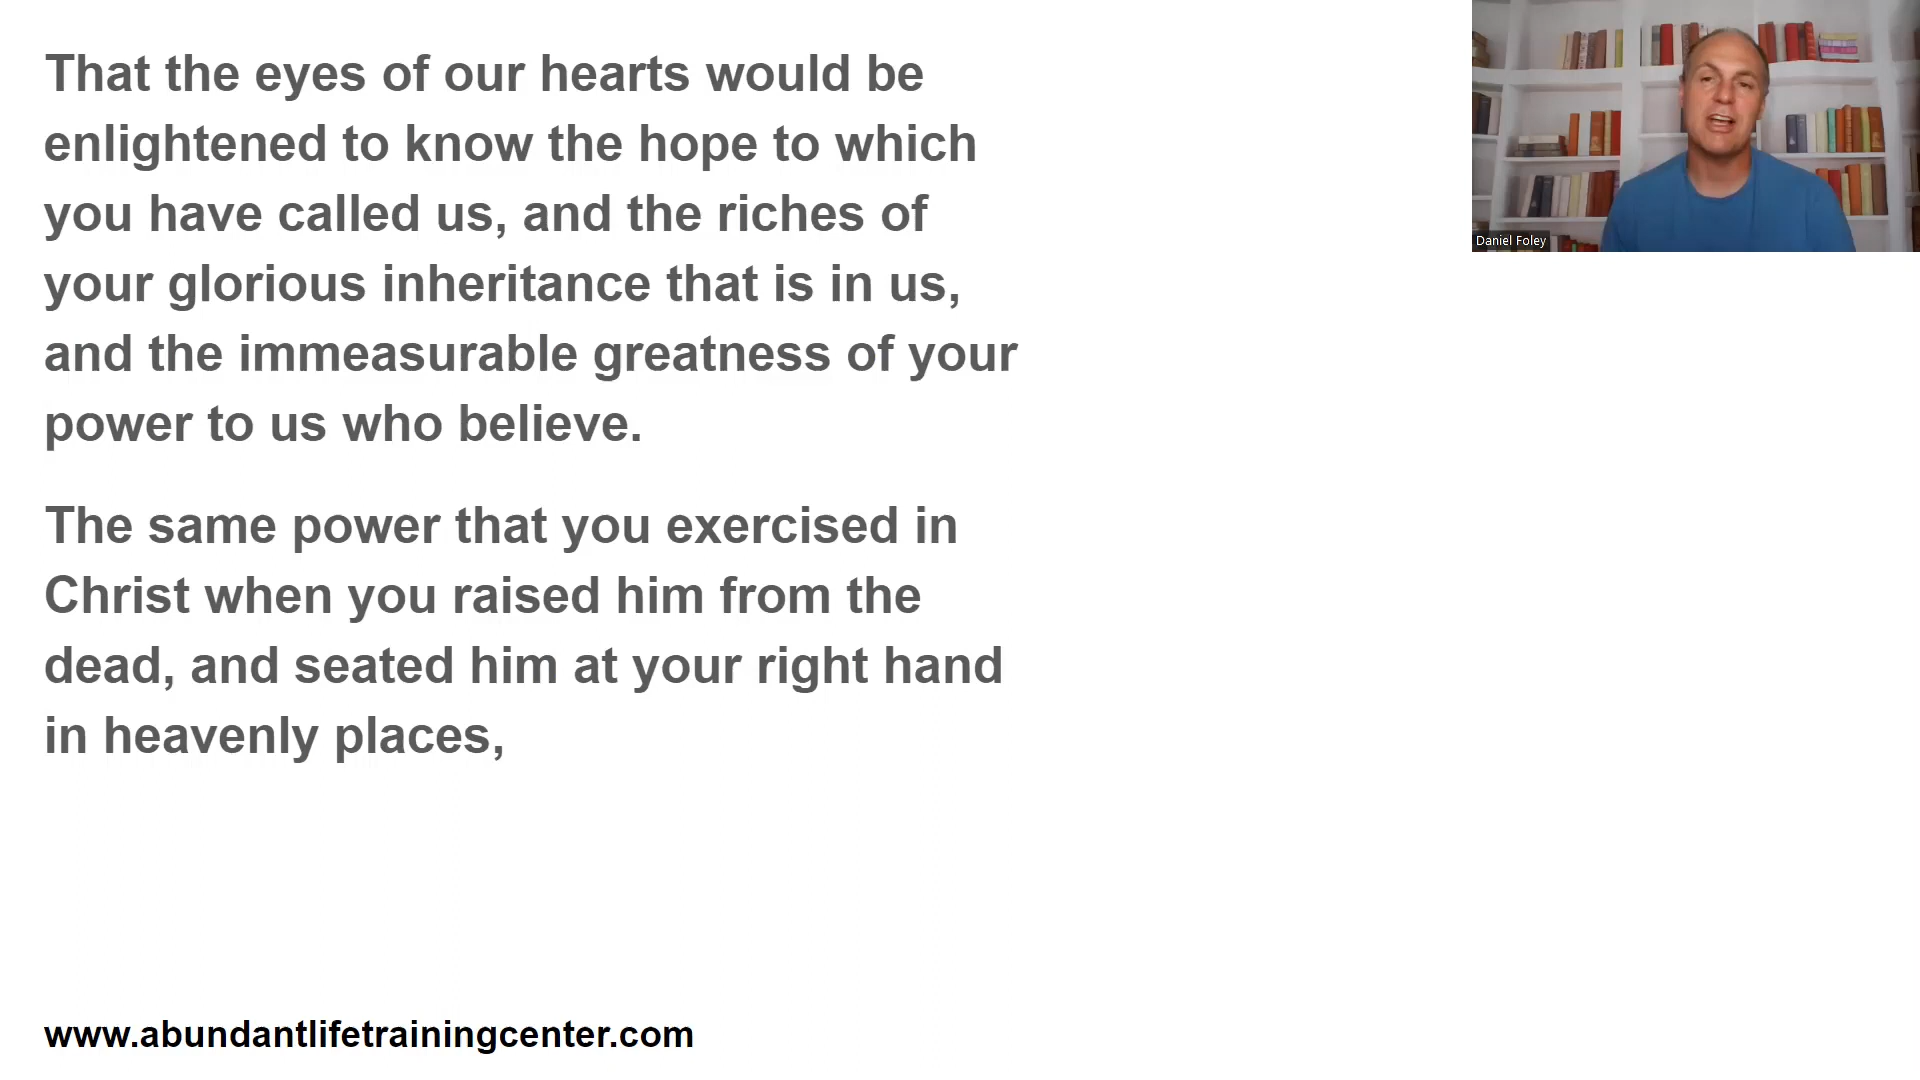 That the eyes of our hearts would be
enlightened to know the hope to which
you have called us, and the riches of
your glorious inheritance that is in us,
and the immeasurable greatness of your
power to us who believe.
The same power that you exercised in
Christ when you raised him from the
dead, and seated him at your right hand
in heavenly places,
www.abundantlifetrainingcenter.com
Daniel Foley